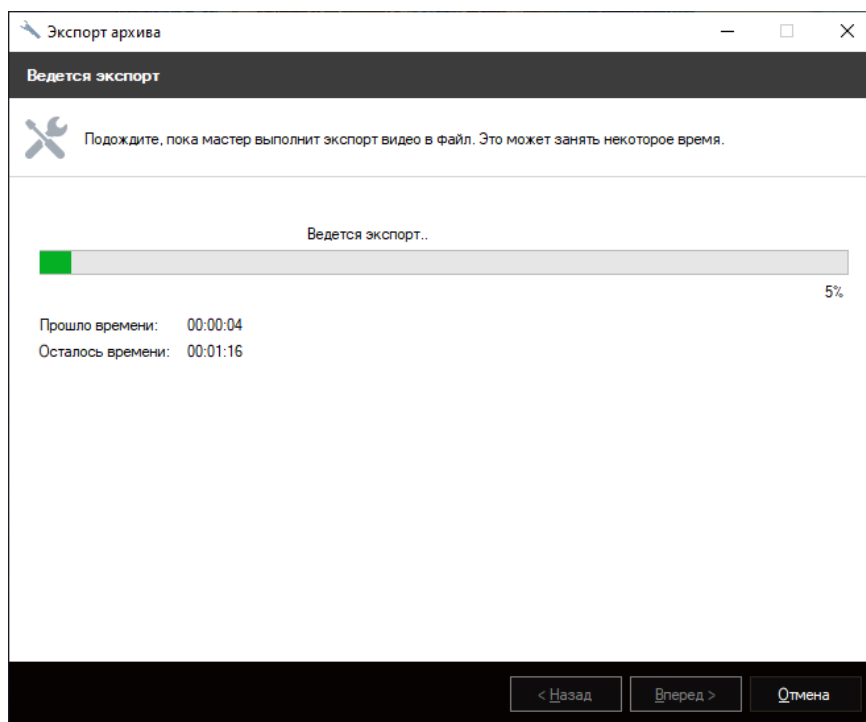 Экспорт архива
Ведется экспорт
Подождите, пока мастер выполнит экспорт видео в файл. Это может занять некоторое время.
Ведется экспорт..
5%
Прошло времени: 00:00:04
Осталось времени: 00:01:16
< Назад Вперед > Отмена